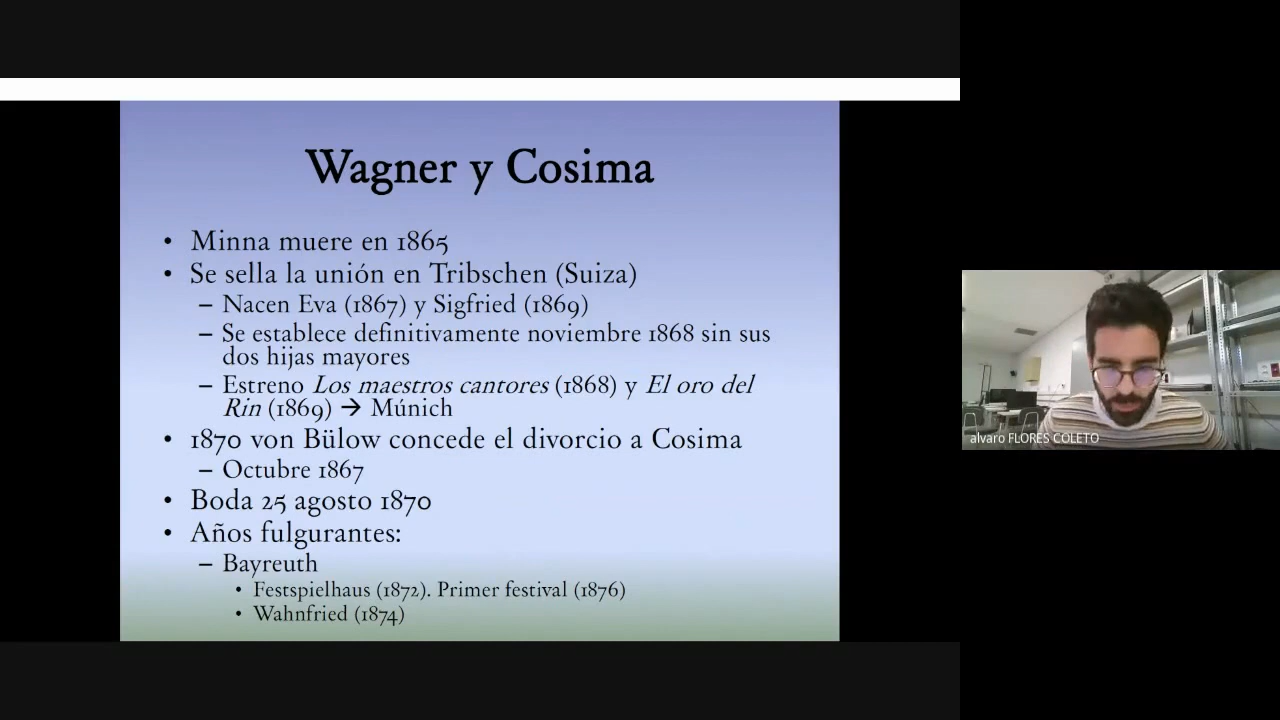 Wagner y Cosima
• Minna muere en 1865
• Se sella la unión en Tribschen (Suiza)
– Nacen Eva (1867) y Sigfried (1869)
– Se establece definitivamente noviembre 1868 sin sus
dos hijas mayores
– Estreno Los maestros cantores (1868) y El oro del
Rin (1869) → Múnich
• 1870 von Bülow concede el divorcio a Cosima
– Octubre 1867
• Boda 25 agosto 1870
• Años fulgurantes:
– Bayreuth
• Festspielhaus (1872). Primer festival (1876)
• Wahnfried (1874)
alvaro FLORES COLETO